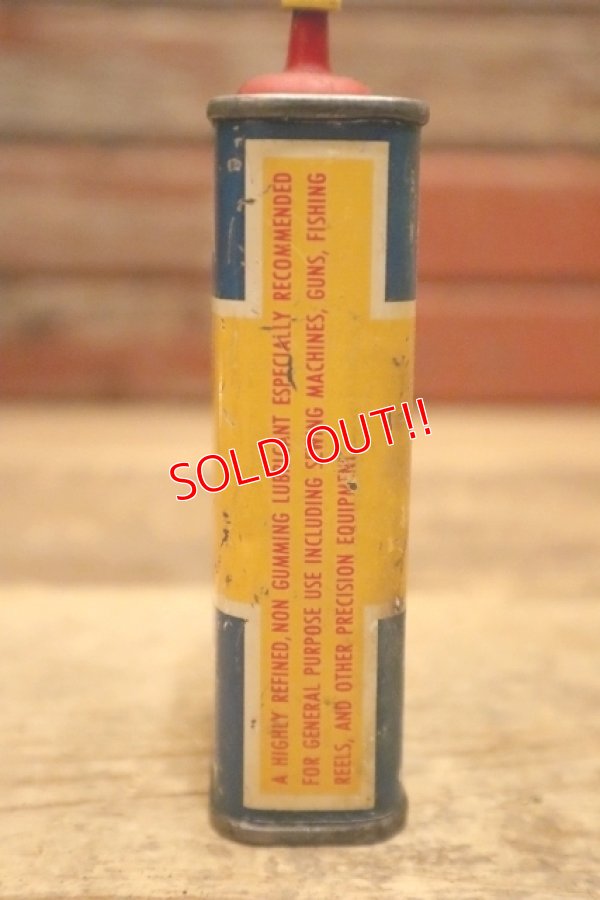 A HIGHLY REFINED, NON GUMMING LUBRICANT ESPECIALLY RECOMMENDED
FOR GENERAL PURPOSE USE INCLUDING SEWING MACHINES, GUNS, FISHING
REELS, AND OTHER PRECISION EQUIPMENT
SOLD OUT!!